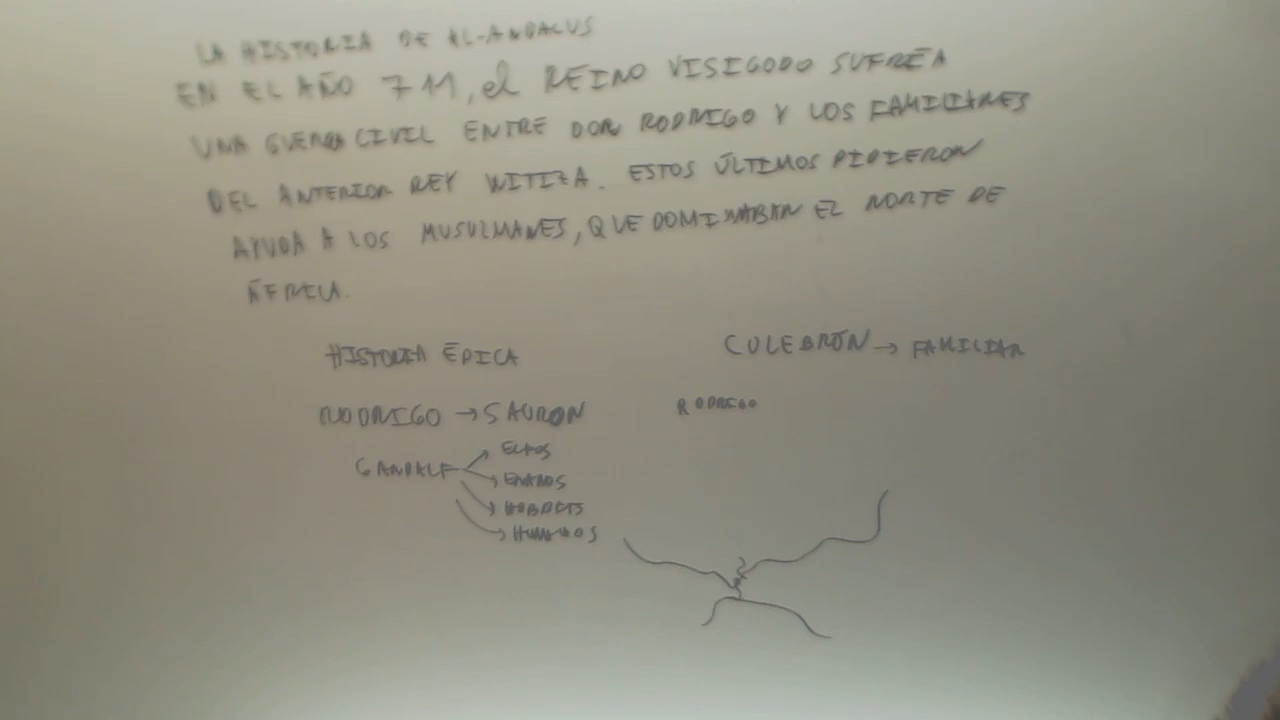 LA HISTORIA DE AL-ANDALUS
EN EL AÑO 711, el REINO VISIGODO SUFRÍA
UNA GUERRA CIVIL ENTRE DON RODRIGO Y LOS FAMILIARES
DEL ANTERIOR REY WITIZA. ESTOS ÚLTIMOS PIDIERON
AYUDA A LOS MUSULMANES, QUE DOMINABAN EL NORTE DE
ÁFRICA.
HISTORIA ÉPICA
COLEBRÓN → FAMILIAR
RODRIGO → SAURON
RODRIGO
GANDALF → ELFOS
→ ENANOS
→ HOBBITS
→ HUMANOS